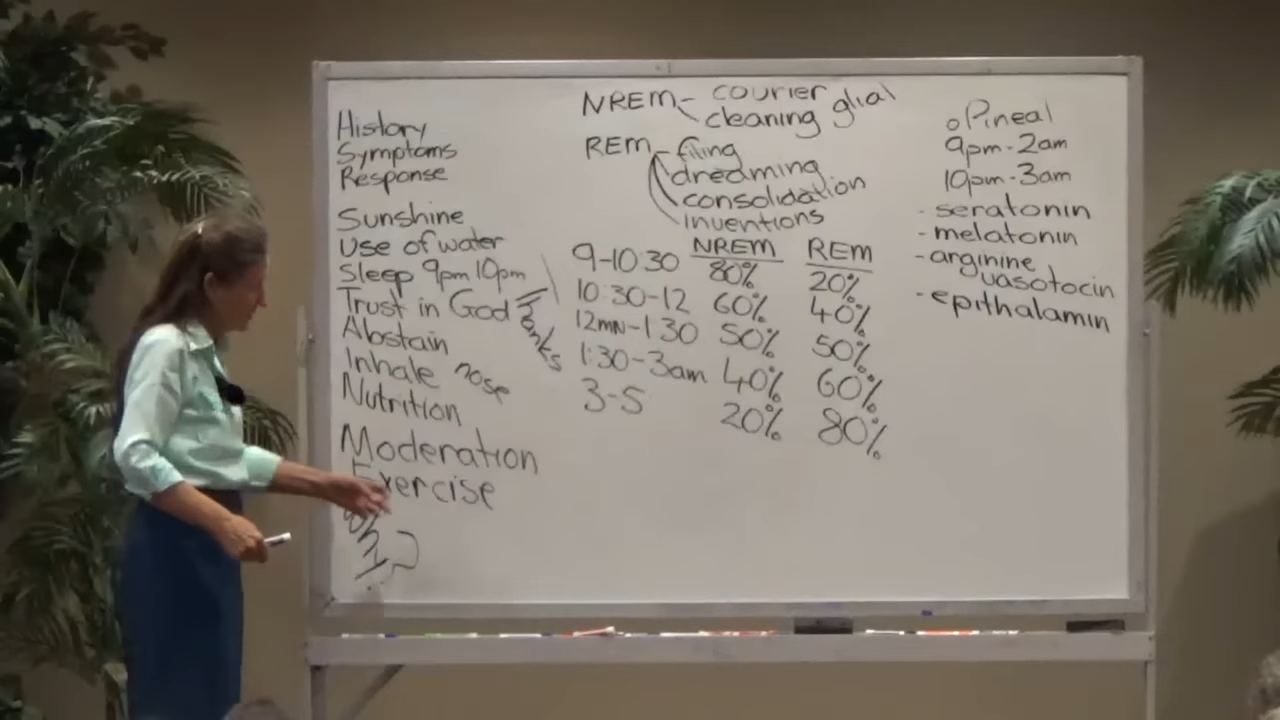 History
Symptoms
Response
Sunshine
Use of water
Sleep 9pm 10pm
Trust in God Thanks
Abstain
Inhale nose
Nutrition
Moderation
Exercise
NREM - courier
cleaning glial
REM - filing
dreaming
consolidation
inventions
NREM REM
9-10:30 80% 20%
10:30-12 60% 40%
12MN-1 30 50% 50%
1:30-3am 40% 60%
3-5 20% 80%
Pineal
9pm-2am
10pm-3am
- seratonin
- melatonin
- arginine
vasotocin
- epithalamin